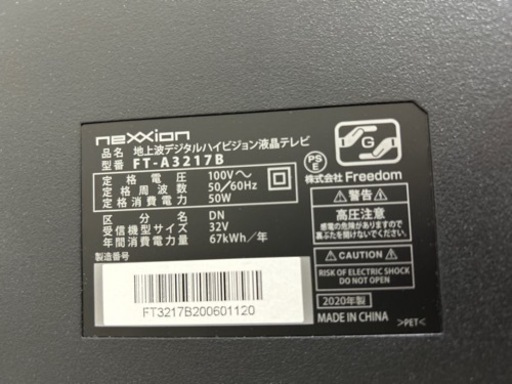 neXXion
品名 地上波デジタルハイビジョン液晶テレビ
型番 FT-A3217B
定格電圧 100V～
定格周波数 50/60Hz
定格消費電力 50W
区分名 DN
受信機型サイズ 32V
年間消費電力量 67kWh/年
製造番号
FT3217B200601120
G
PS
E
株式会社 Freedom
警告
高圧注意
感電の危険がありますので
裏ぶたを開けないでください。
CAUTION
RISK OF ELECTRIC SHOCK
DO NOT OPEN
2020年製
MADE IN CHINA
>PET<